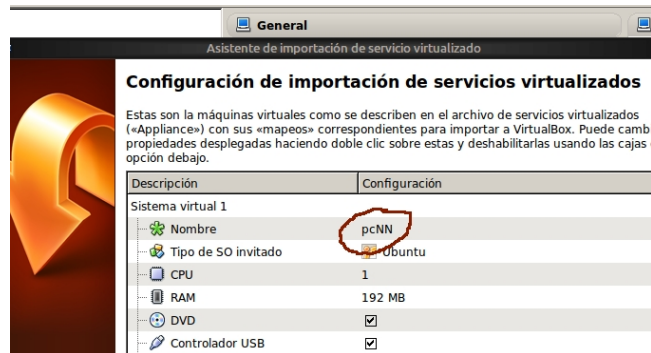 General
Asistente de importación de servicio virtualizado
Configuración de importación de servicios virtualizados
Estas son la máquinas virtuales como se describen en el archivo de servicios virtualizados
(«Appliance») con sus «mapeos» correspondientes para importar a VirtualBox. Puede camb
propiedades desplegadas haciendo doble clic sobre estas y deshabilitarlas usando las cajas
opción debajo.
Descripción Configuración
Sistema virtual 1
Nombre pcNN
Tipo de SO invitado Ubuntu
CPU 1
RAM 192 MB
DVD
Controlador USB